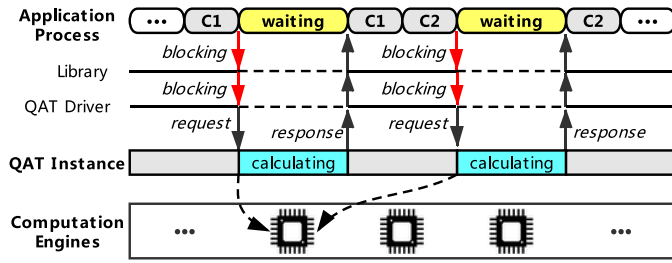 Application Process
••• C1 waiting C1 C2 waiting C2 •••
blocking blocking
Library
blocking blocking
QAT Driver
request response request response
QAT Instance calculating calculating
Computation Engines
••• •••